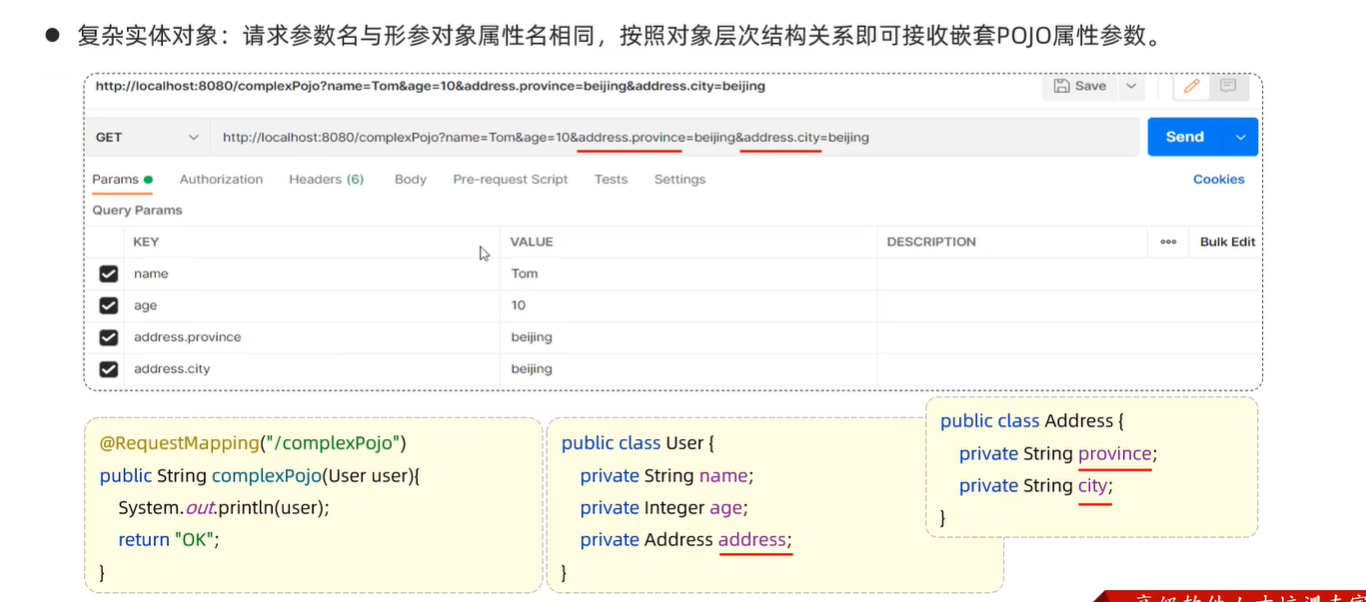 ● 复杂实体对象：请求参数名与形参对象属性名相同，按照对象层次结构关系即可接收嵌套POJO属性参数。
http://localhost:8080/complexPojo?name=Tom&age=10&address.province=beijing&address.city=beijing
Save
GET http://localhost:8080/complexPojo?name=Tom&age=10&address.province=beijing&address.city=beijing Send
Params Authorization Headers (6) Body Pre-request Script Tests Settings Cookies
Query Params
KEY VALUE DESCRIPTION ooo Bulk Edit
name Tom
age 10
address.province beijing
address.city beijing
@RequestMapping("/complexPojo")
public String complexPojo(User user){
System.out.println(user);
return "OK";
}
public class User {
private String name;
private Integer age;
private Address address;
}
public class Address {
private String province;
private String city;
}